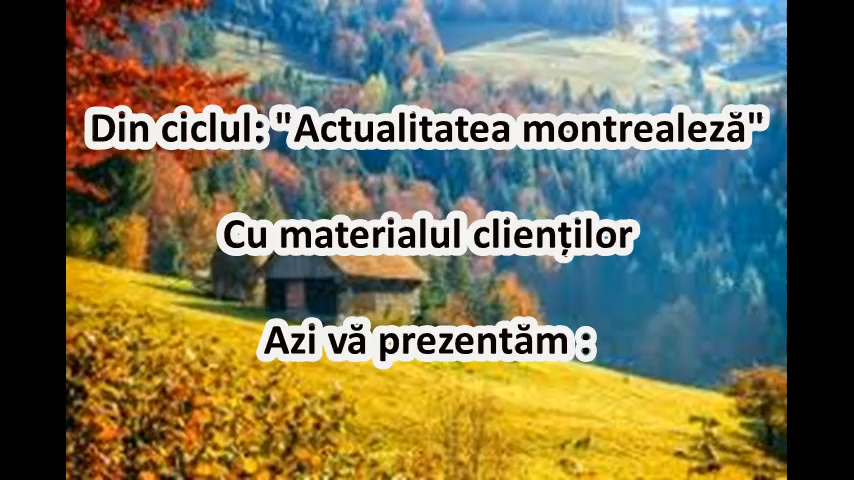 Din ciclul: "Actualitatea montrealeză"
Cu materialul clienților
Azi vă prezentăm :